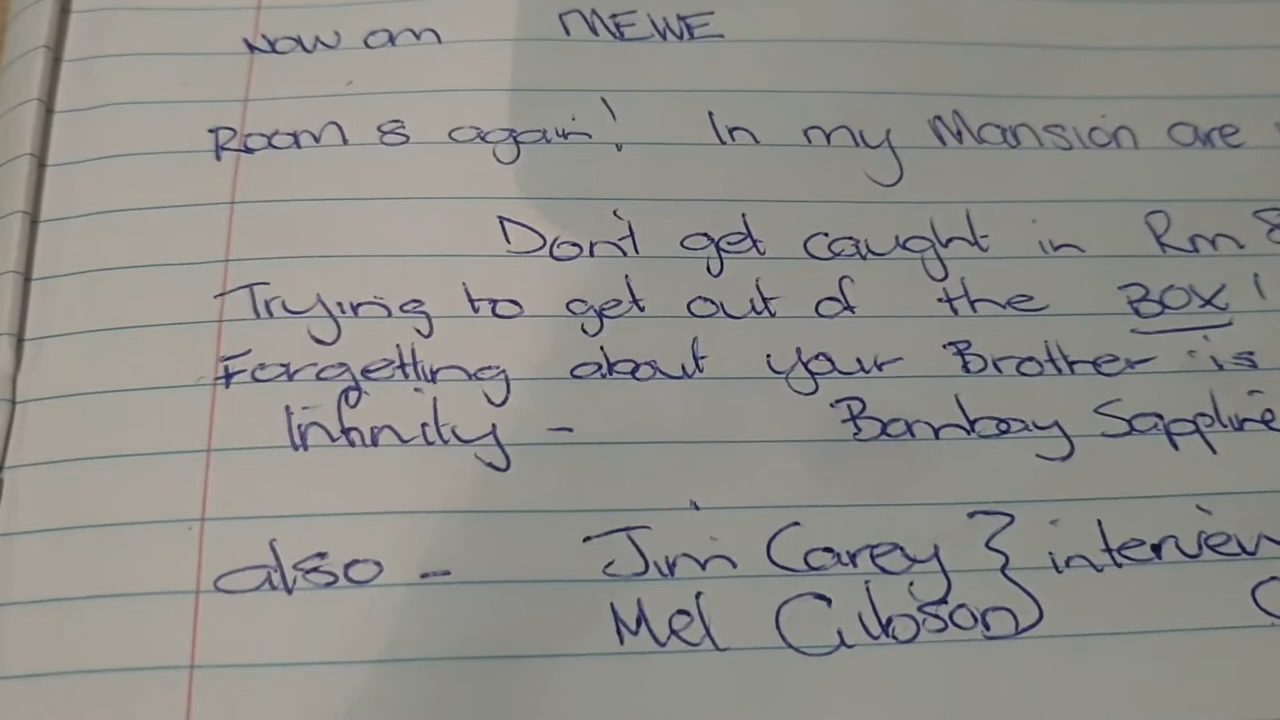 Now am MEWE
Room 8 again! In my Mansion are
Don't get caught in Rm 8
Trying to get out of the BOX!
Forgetting about your Brother is
Infinity - Bombay Sapphire
also - Jim Carey } interview
Mel Gibson